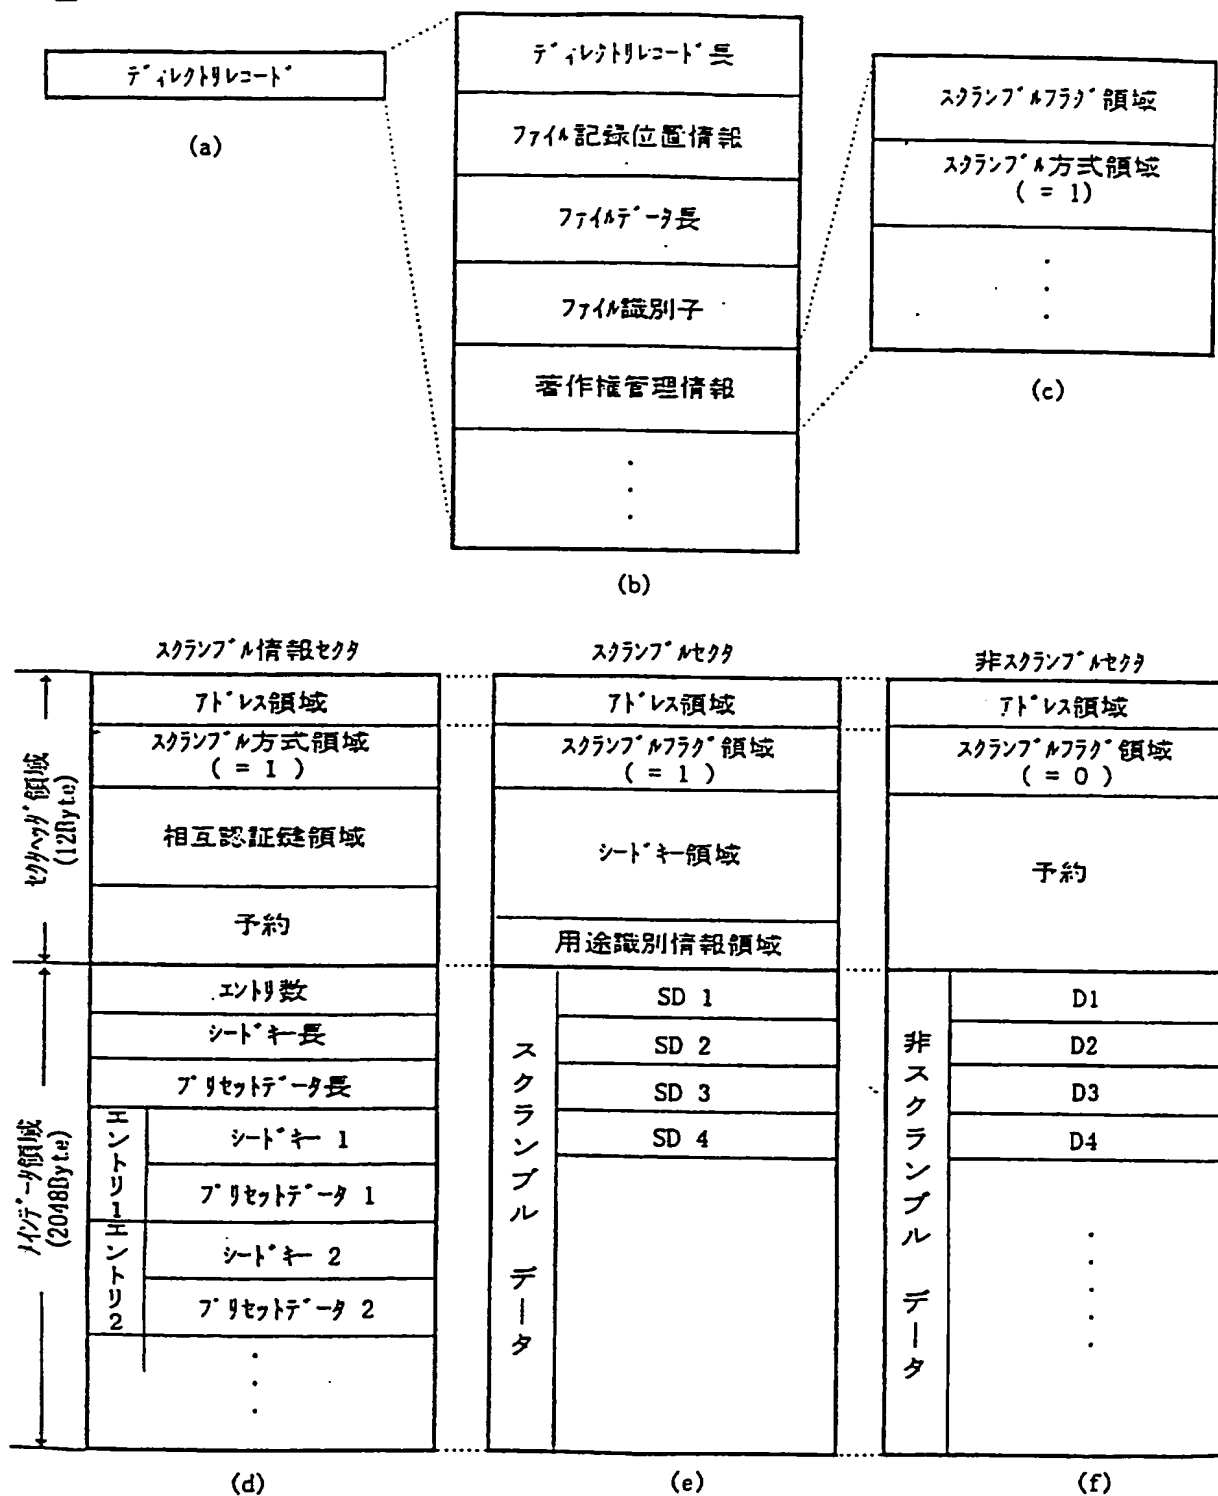 ディレクトリレコード
(a)
ディレクトリレコード長
ファイル記録位置情報
ファイルデータ長
ファイル識別子
著作権管理情報
(b)
スクランブルフラグ領域
スクランブル方式領域
( = 1)
(c)
スクランブル情報セクタ
セクタヘッダ領域
(12Byte)
アドレス領域
スクランブル方式領域
( = 1 )
相互認証鍵領域
予約
メインデータ領域
(2048Byte)
エントリ数
シードキー長
プリセットデータ長
エントリ1
シードキー 1
プリセットデータ 1
エントリ2
シードキー 2
プリセットデータ 2
(d)
スクランブルセクタ
アドレス領域
スクランブルフラグ領域
( = 1 )
シードキー領域
用途識別情報領域
スクランブル データ
SD 1
SD 2
SD 3
SD 4
(e)
非スクランブルセクタ
アドレス領域
スクランブルフラグ領域
( = 0 )
予約
非スクランブル データ
D1
D2
D3
D4
(f)